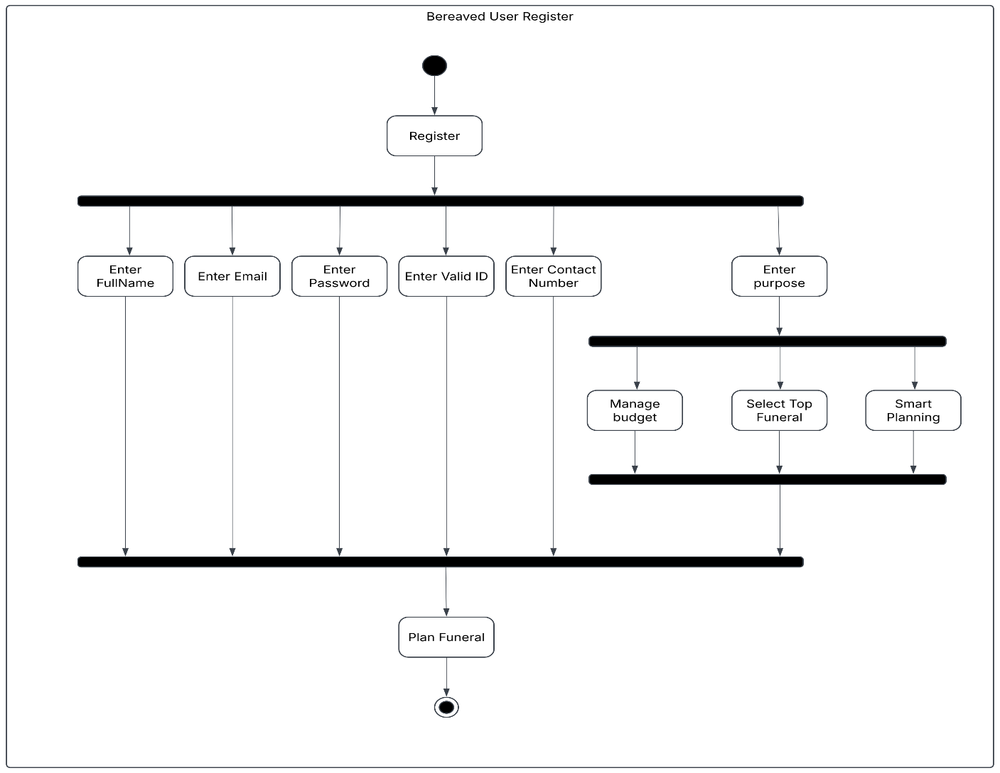 Bereaved User Register
Register
Enter
FullName
Enter Email
Enter
Password
Enter Valid ID
Enter Contact
Number
Enter
purpose
Manage
budget
Select Top
Funeral
Smart
Planning
Plan Funeral